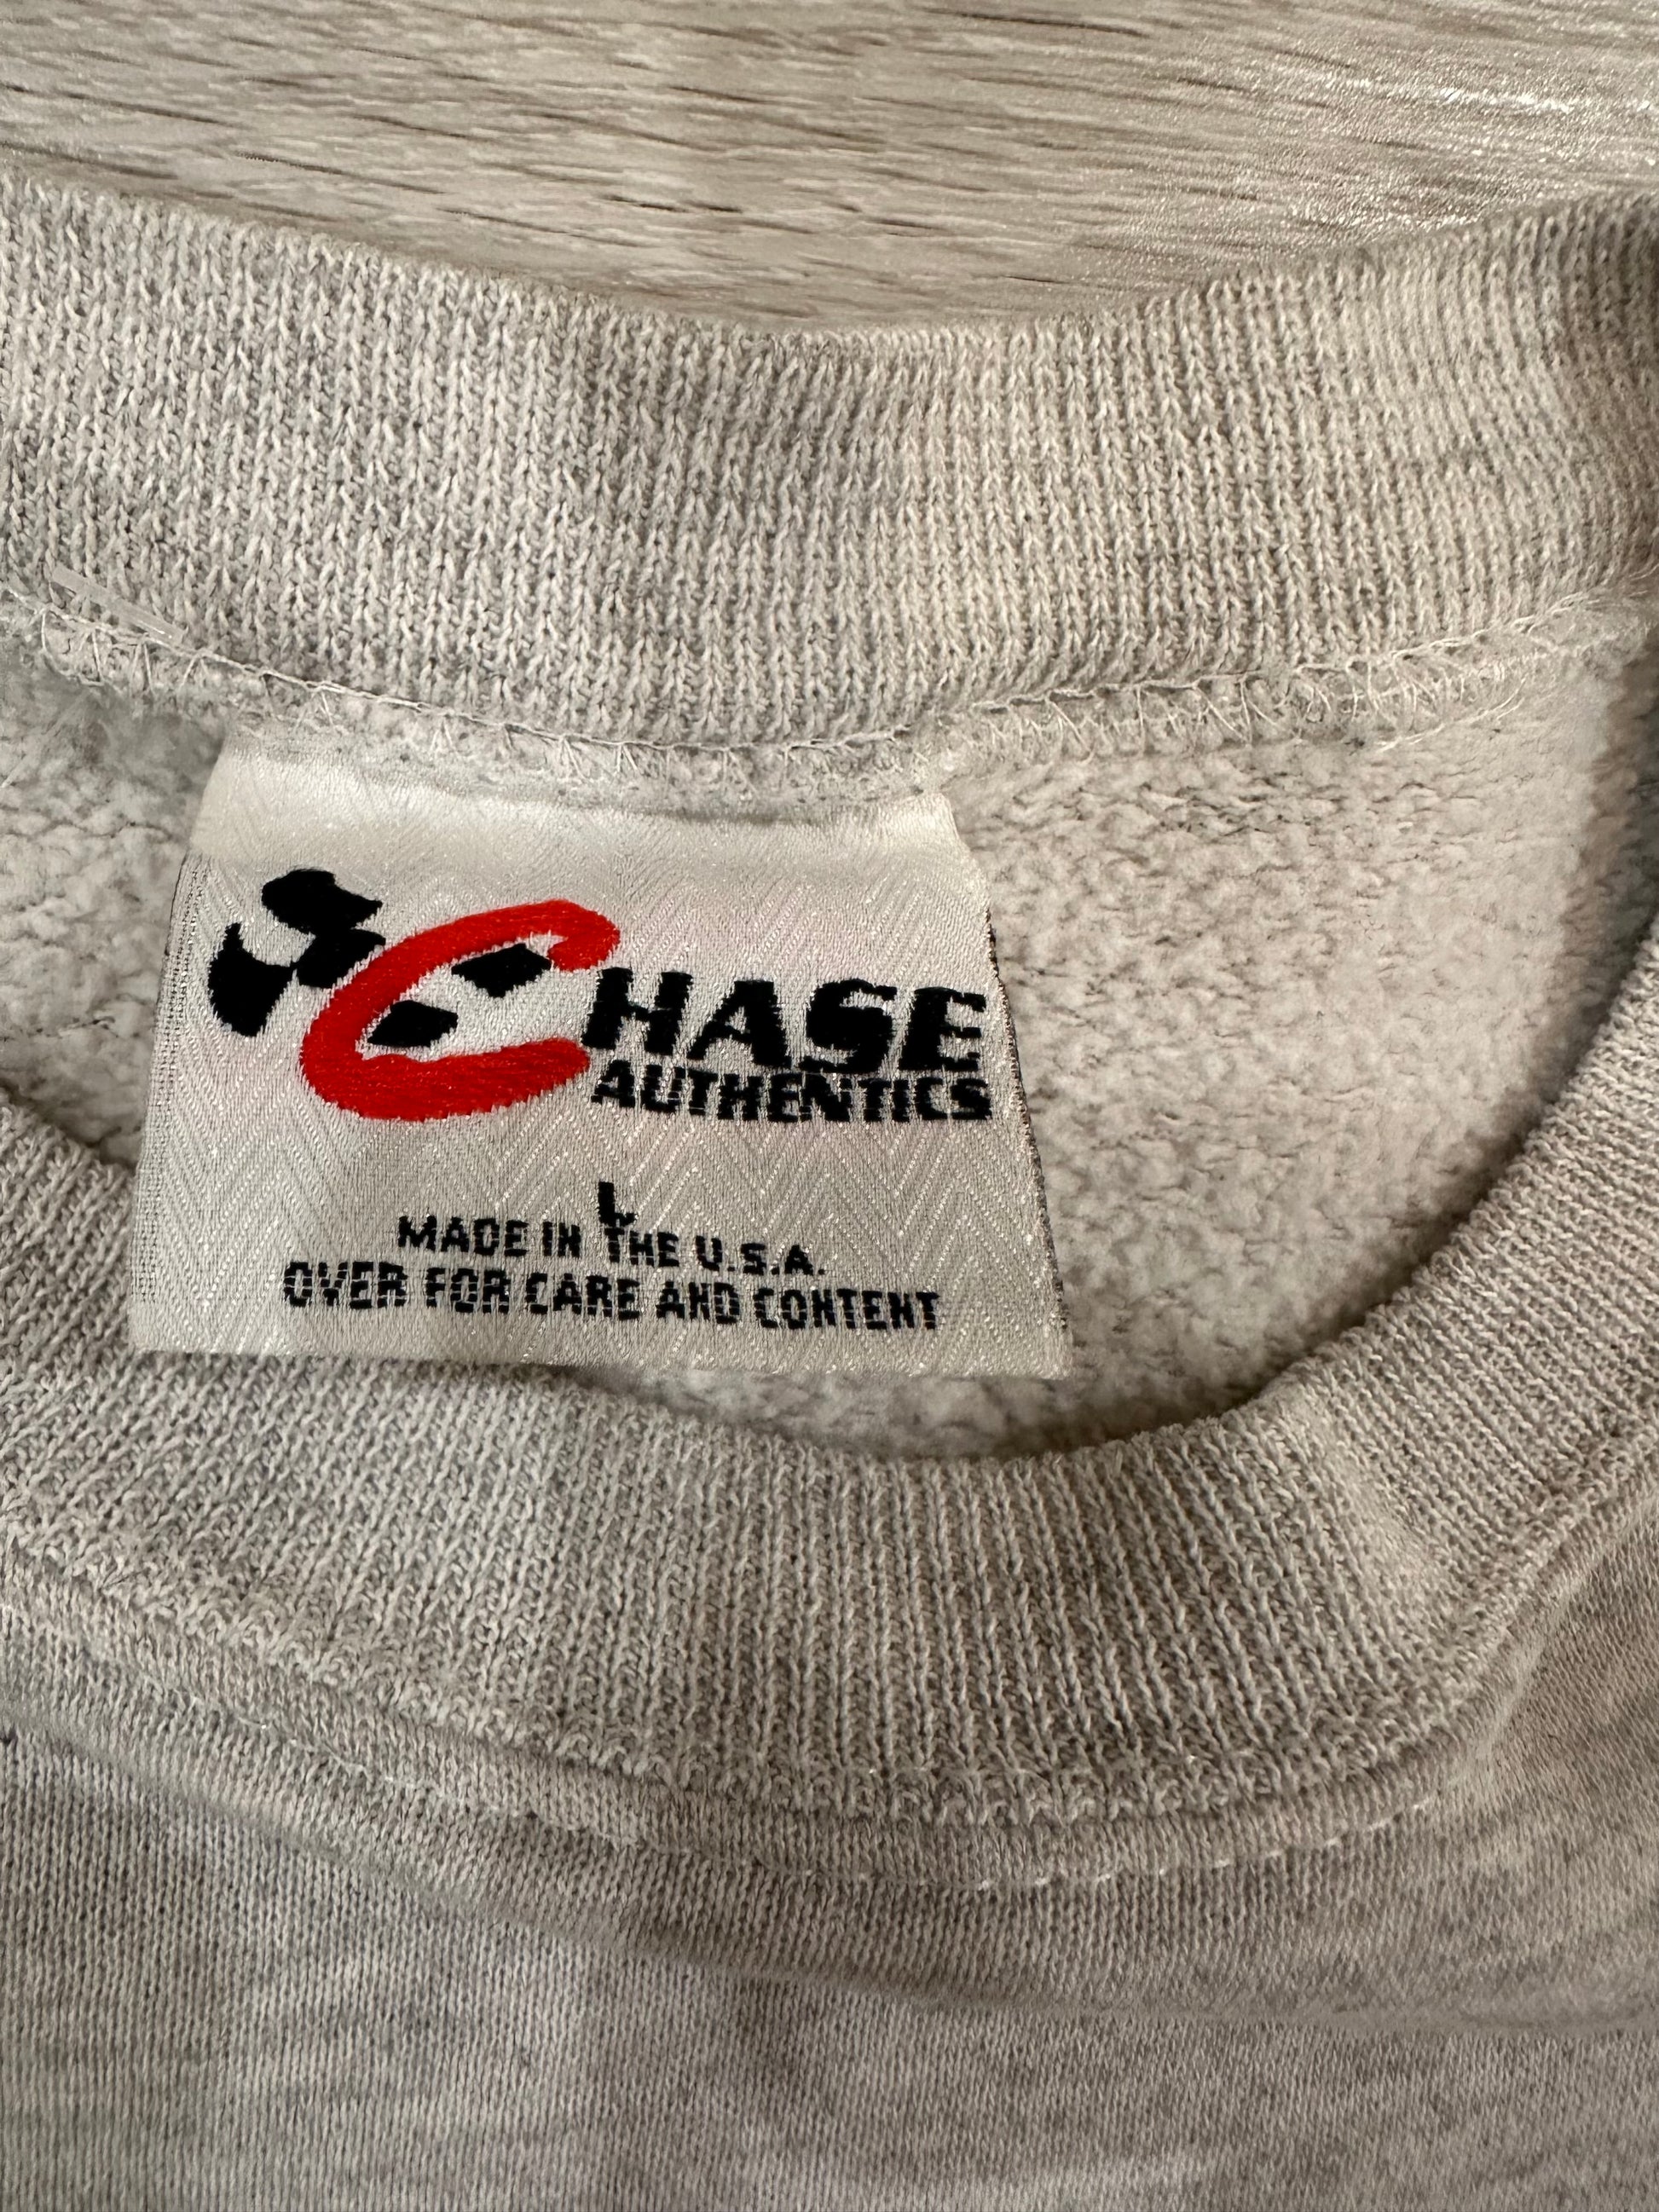 CHASE
AUTHENTICS
L
MADE IN THE U.S.A.
OVER FOR CARE AND CONTENT